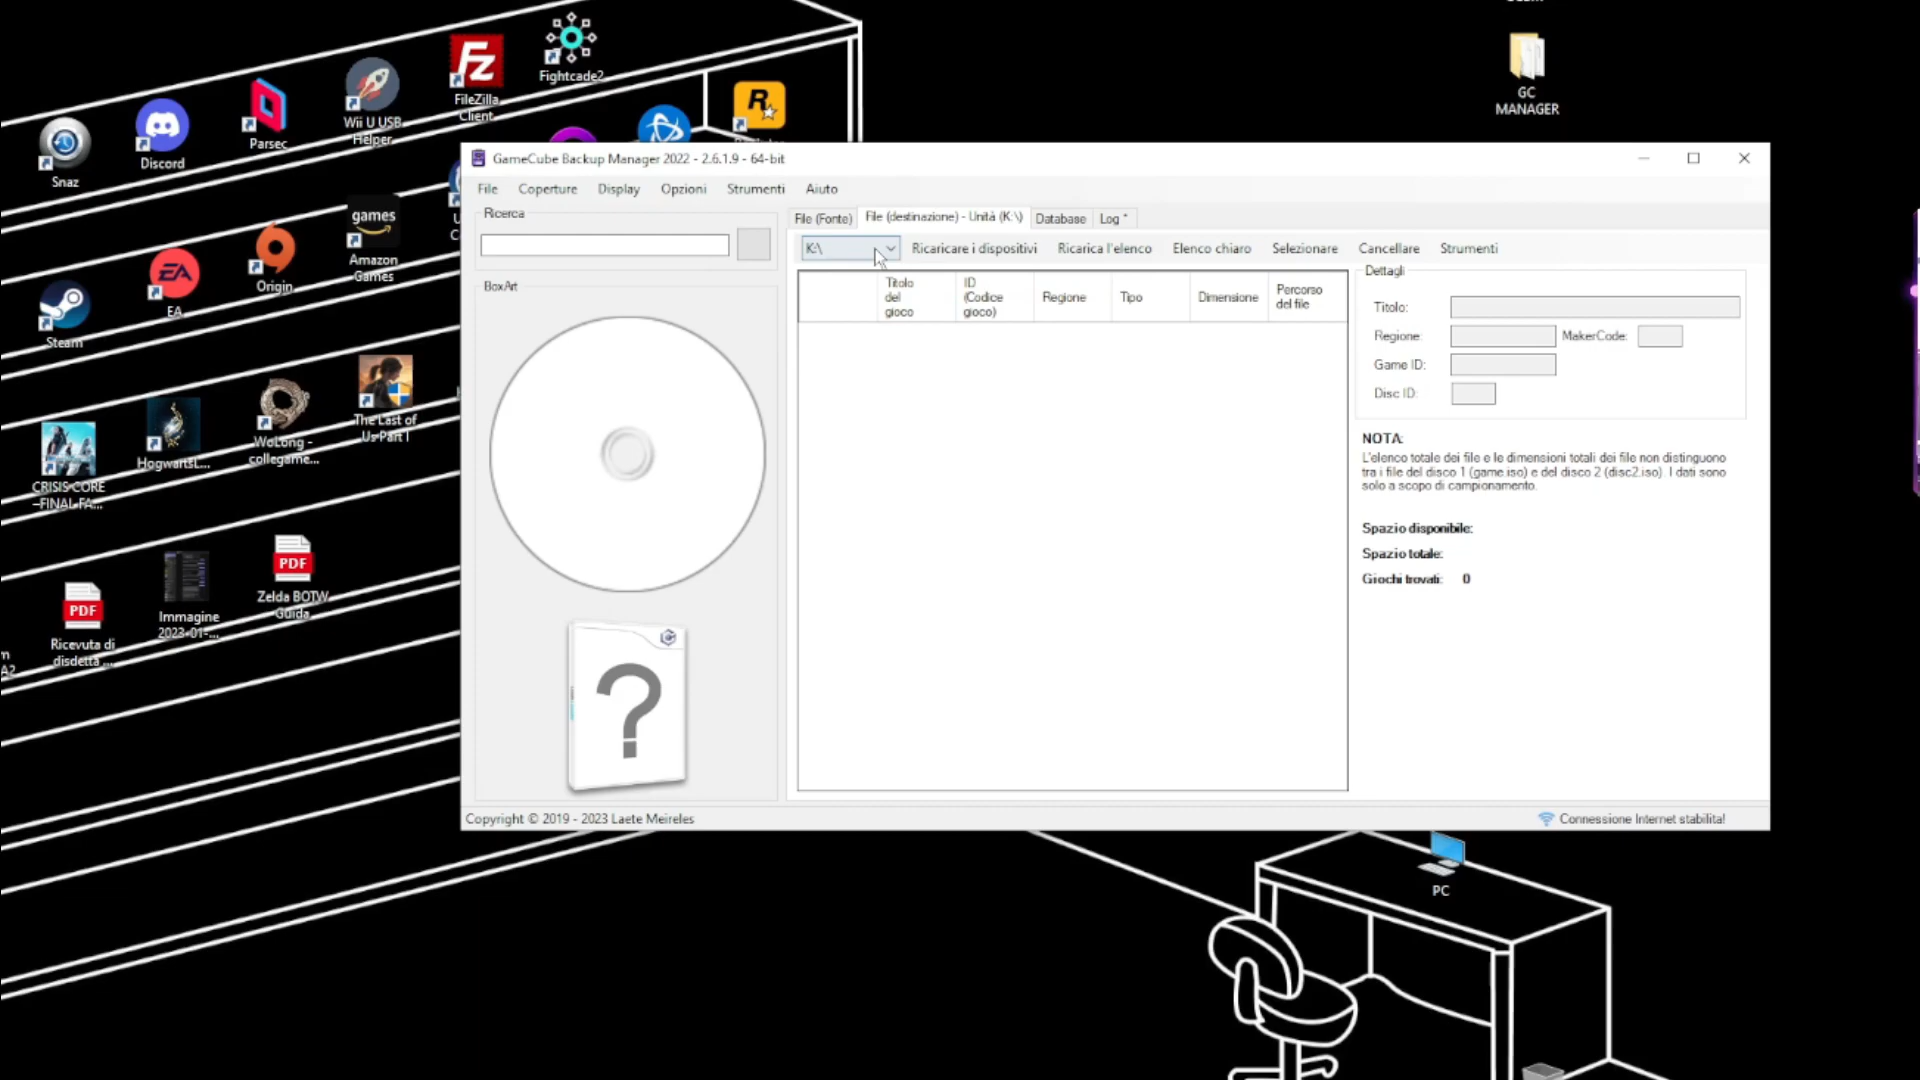 Fightcade2
GC
MANAGER
FileZilla
Client
Wii U USB
Helper
Parsec
Discord
Snaz
GameCube Backup Manager 2022 - 2.6.1.9 - 64-bit
File
Coperture
Display
Opzioni
Strumenti
Aiuto
Ricerca
File (Fonte)
File (destinazione) - Unità (K:\)
Database
Log *
K:\
Ricaricare i dispositivi
Ricarica l'elenco
Elenco chiaro
Selezionare
Cancellare
Strumenti
games
Amazon
Games
Origin
EA
EA
Steam
BoxArt
Titolo
del
gioco
ID
(Codice
gioco)
Regione
Tipo
Dimensione
Percorso
del file
Dettagli
Titolo:
Regione:
MakerCode:
Game ID:
Disc ID:
NOTA:
L'elenco totale dei file e le dimensioni totali dei file non distinguono
tra i file del disco 1 (game.iso) e del disco 2 (disc2.iso). I dati sono
solo a scopo di campionamento.
Spazio disponibile:
Spazio totale:
Giochi trovati: 0
The Last of
Us Part I
WoLong -
collegame...
HogwartsL...
CRISIS CORE
–FINAL FA...
PDF
Zelda BOTW
Guida
Immagine
2023-01-...
PDF
Ricevuta di
disdetta ...
?
Copyright © 2019 - 2023 Laete Meireles
Connessione Internet stabilita!
PC